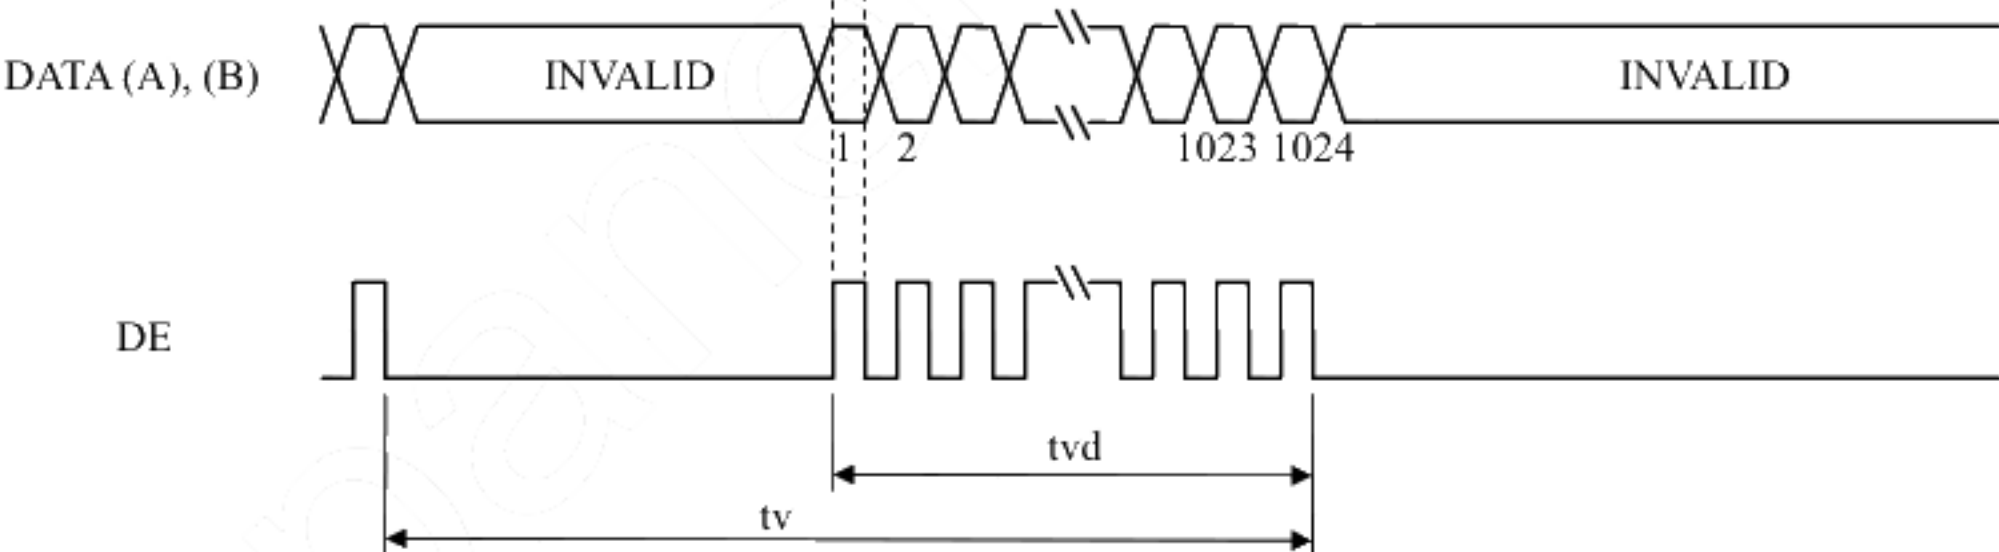 DATA (A), (B)
INVALID
INVALID
1
2
1023
1024
DE
tvd
tv